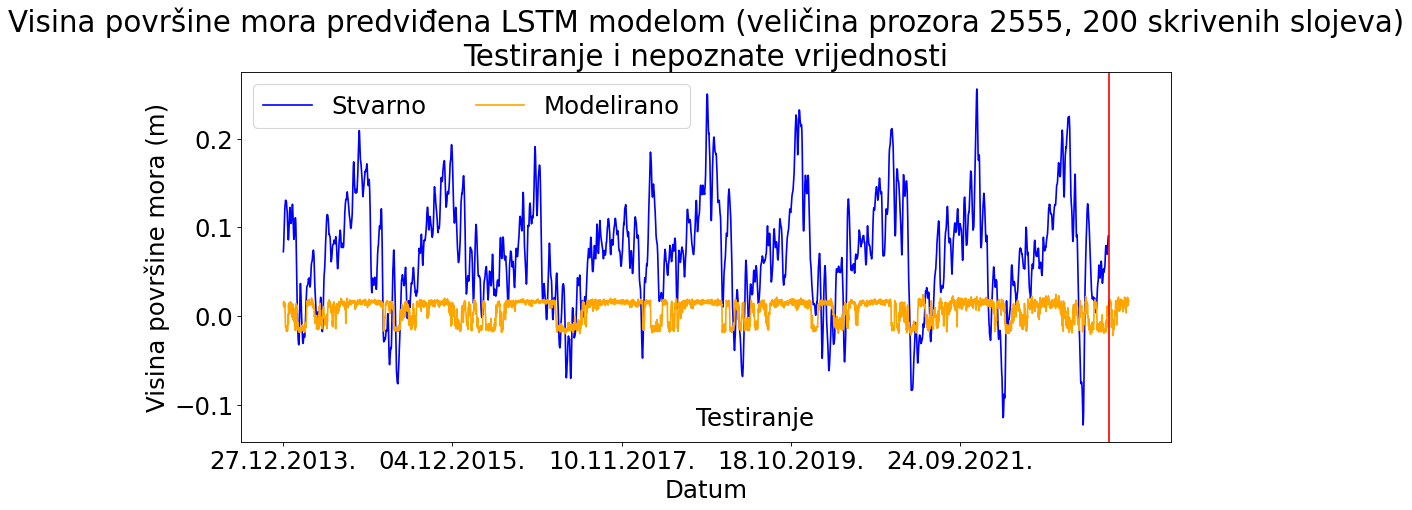 Visina površine mora predviđena LSTM modelom (veličina prozora 2555, 200 skrivenih slojeva)
Testiranje i nepoznate vrijednosti
Stvarno Modelirano
Visina površine mora (m)
0.2
0.1
0.0
−0.1
Testiranje
27.12.2013. 04.12.2015. 10.11.2017. 18.10.2019. 24.09.2021.
Datum